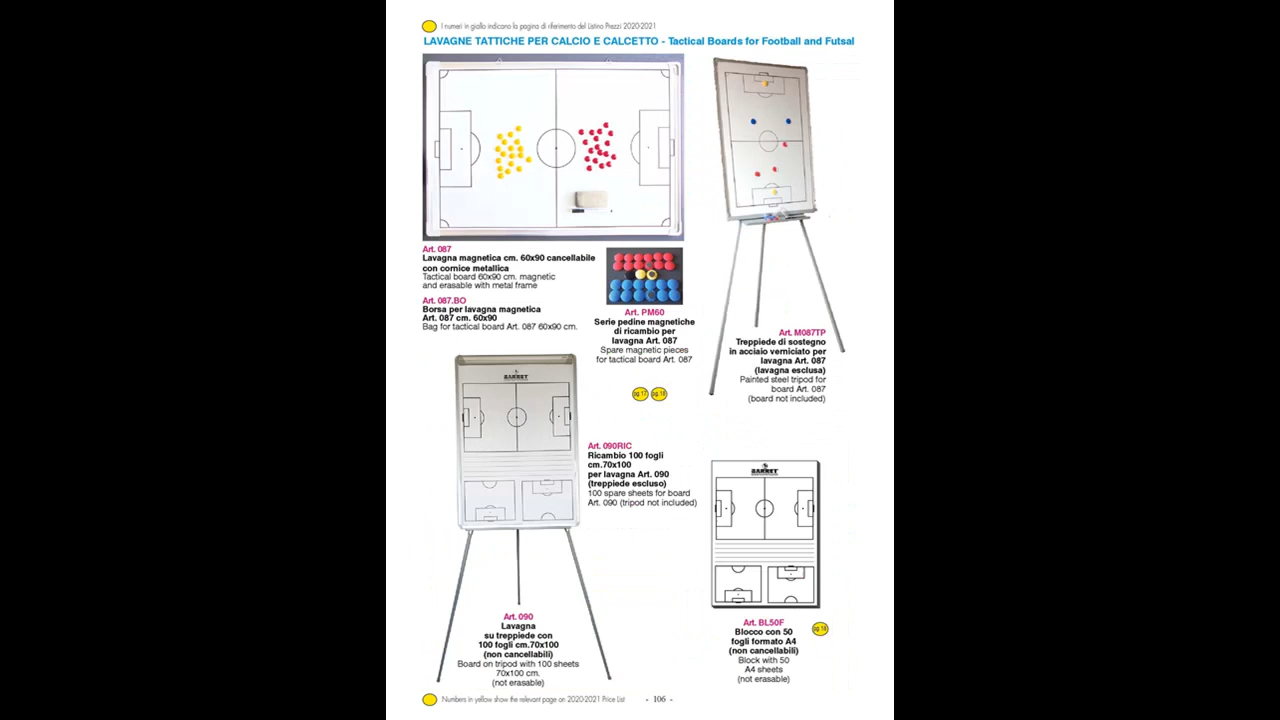 I numeri in giallo indicano la pagina di riferimento del Listino Prezzi 2020-2021
LAVAGNE TATTICHE PER CALCIO E CALCETTO - Tactical Boards for Football and Futsal
Art. 087
Lavagna magnetica cm. 60x90 cancellabile
con cornice metallica
Tactical board 60x90 cm. magnetic
and erasable with metal frame
Art. 087.BO
Borsa per lavagna magnetica
Art. 087 cm. 60x90
Bag for tactical board Art. 087 60x90 cm.
Art. PM60
Serie pedine magnetiche
di ricambio per
lavagna Art. 087
Spare magnetic pieces
for tactical board Art. 087
pg.17
pg.18
Art. M087TP
Treppiede di sostegno
in acciaio verniciato per
lavagna Art. 087
(lavagna esclusa)
Painted steel tripod for
board Art. 087
(board not included)
Art. 090RIC
Ricambio 100 fogli
cm.70x100
per lavagna Art. 090
(treppiede escluso)
100 spare sheets for board
Art. 090 (tripod not included)
Art. 090
Lavagna
su treppiede con
100 fogli cm.70x100
(non cancellabili)
Board on tripod with 100 sheets
70x100 cm.
(not erasable)
Art. BL50F
Blocco con 50
fogli formato A4
(non cancellabili)
Block with 50
A4 sheets
(not erasable)
pg.18
Numbers in yellow show the relevant page on 2020-2021 Price List
- 106 -